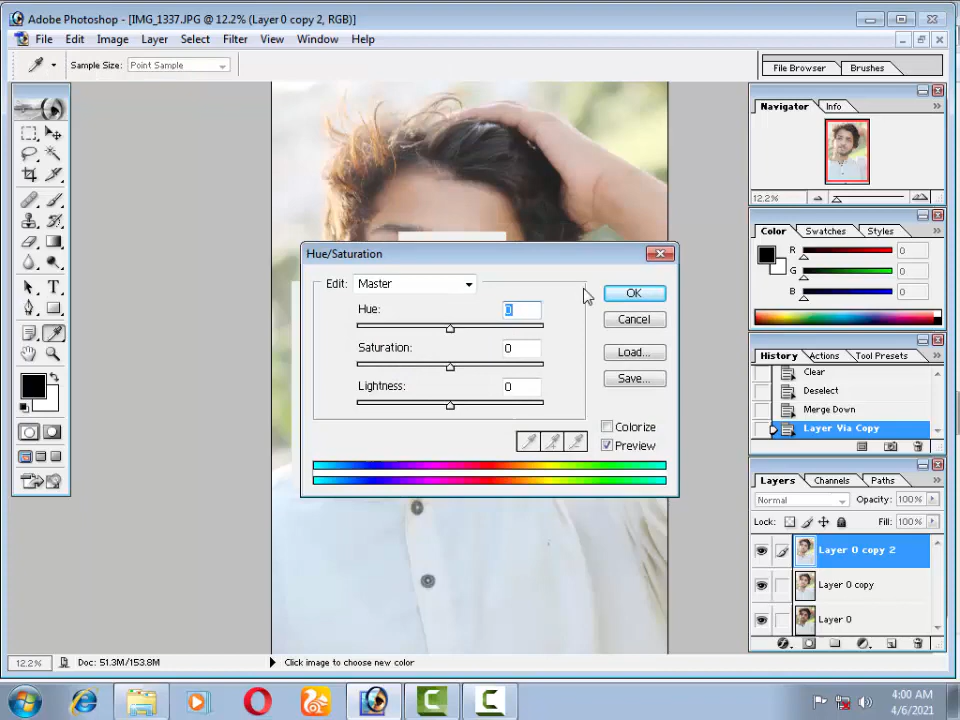 Adobe Photoshop - [IMG_1337.JPG @ 12.2% (Layer 0 copy 2, RGB)]
File Edit Image Layer Select Filter View Window Help
Sample Size: Point Sample
File Browser Brushes
Navigator Info
12.2%
Color Swatches Styles
R 0
G 0
B 0
History Actions Tool Presets
Clear
Deselect
Merge Down
Layer Via Copy
Layers Channels Paths
Normal Opacity: 100%
Lock: Fill: 100%
Layer 0 copy 2
Layer 0 copy
Layer 0
Hue/Saturation
Edit: Master
Hue: 0
Saturation: 0
Lightness: 0
OK
Cancel
Load...
Save...
Colorize
Preview
12.2% Doc: 51.3M/153.8M Click image to choose new color
4:00 AM
4/6/2021